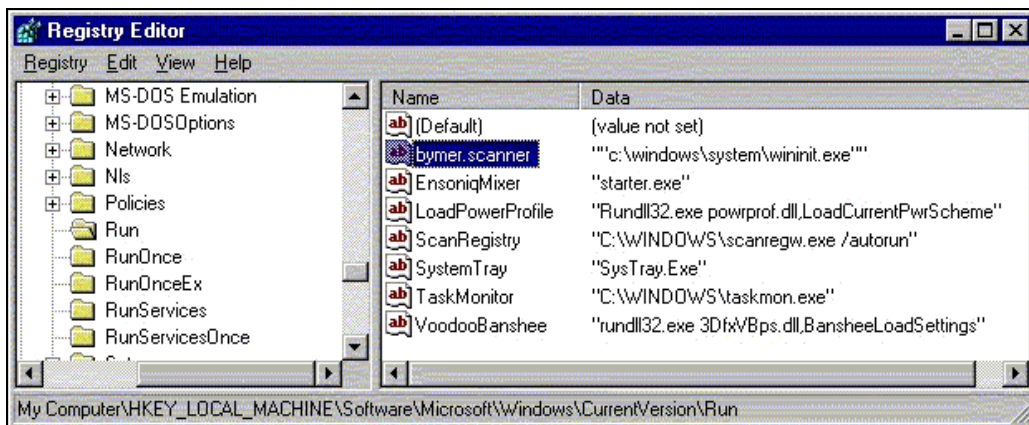 Registry Editor
Registry Edit View Help
MS-DOS Emulation
MS-DOSOptions
Network
Nls
Policies
Run
RunOnce
RunOnceEx
RunServices
RunServicesOnce
Name Data
(Default) (value not set)
bymer.scanner ""c:\windows\system\wininit.exe""
EnsoniqMixer "starter.exe"
LoadPowerProfile "Rundll32.exe powrprof.dll,LoadCurrentPwrScheme"
ScanRegistry "C:\WINDOWS\scanregw.exe /autorun"
SystemTray "SysTray.Exe"
TaskMonitor "C:\WINDOWS\taskmon.exe"
VoodooBanshee "rundll32.exe 3DfxVBps.dll,BansheeLoadSettings"
My Computer\HKEY_LOCAL_MACHINE\Software\Microsoft\Windows\CurrentVersion\Run